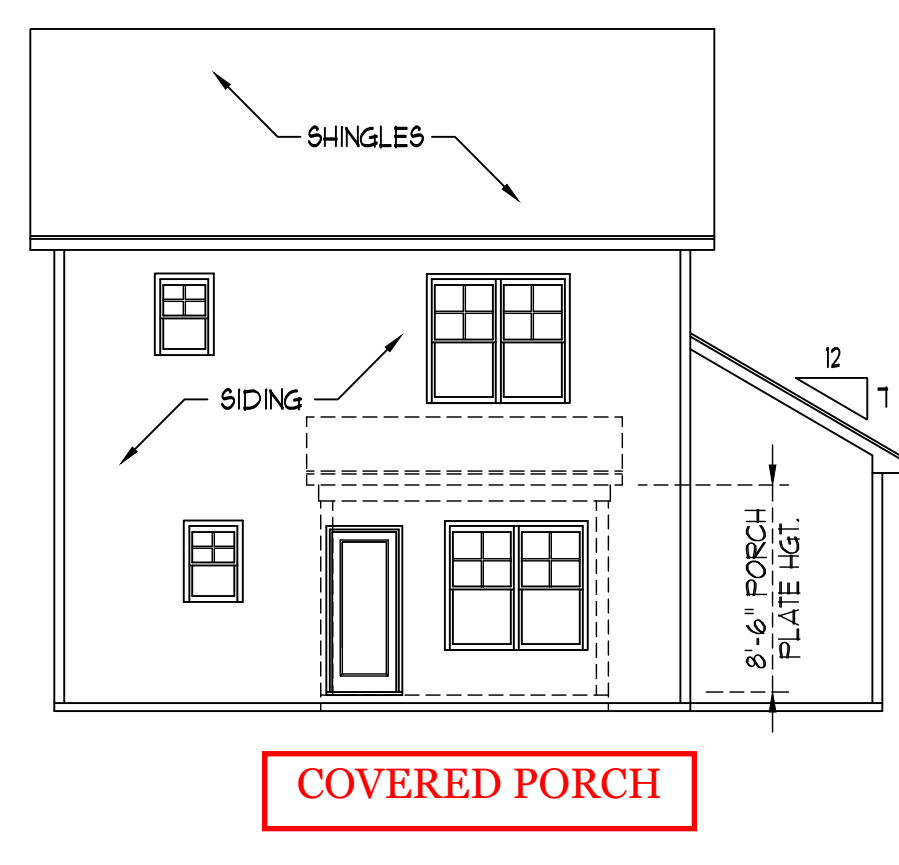 SHINGLES
12
7
SIDING
8'-6" PORCH
PLATE HGT.
COVERED PORCH